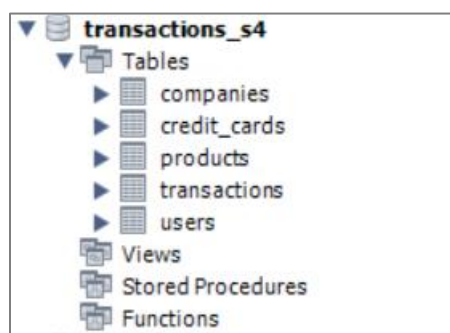 transactions_s4
Tables
companies
credit_cards
products
transactions
users
Views
Stored Procedures
Functions